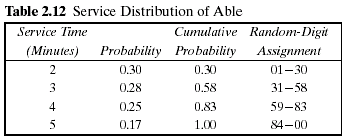 Table 2.12 Service Distribution of Able
Service Time Cumulative Random-Digit
(Minutes) Probability Probability Assignment
2 0.30 0.30 01–30
3 0.28 0.58 31–58
4 0.25 0.83 59–83
5 0.17 1.00 84–00